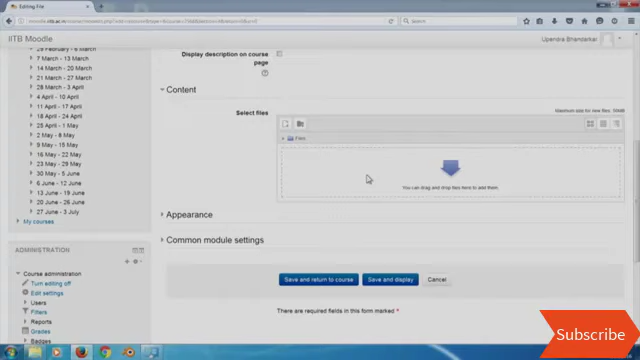 Editing File
IITB Moodle
Upendra Bhandarkar
29 February - 6 March
7 March - 13 March
14 March - 20 March
21 March - 27 March
28 March - 3 April
4 April - 10 April
11 April - 17 April
18 April - 24 April
25 April - 1 May
2 May - 8 May
9 May - 15 May
16 May - 22 May
23 May - 29 May
30 May - 5 June
6 June - 12 June
13 June - 19 June
20 June - 26 June
27 June - 3 July
My courses
ADMINISTRATION
Course administration
Turn editing off
Edit settings
Users
Filters
Reports
Grades
Badges
Display description on course
page
Content
Select files
Maximum size for new files: 50MB
Files
You can drag and drop files here to add them.
Appearance
Common module settings
Save and return to course
Save and display
Cancel
There are required fields in this form marked *
Subscribe